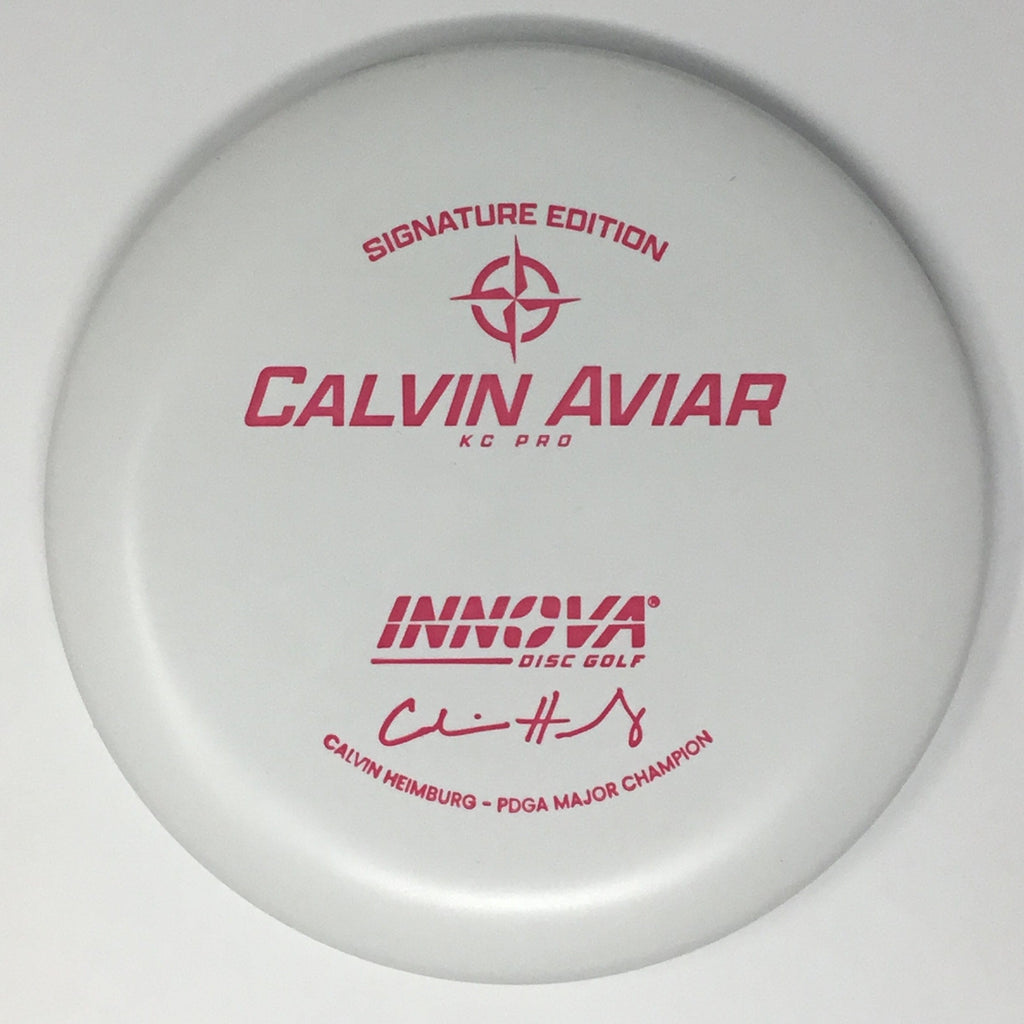 SIGNATURE EDITION
CALVIN AVIAR
KC PRO
INNOVA®
DISC GOLF
CALVIN HEIMBURG - PDGA MAJOR CHAMPION